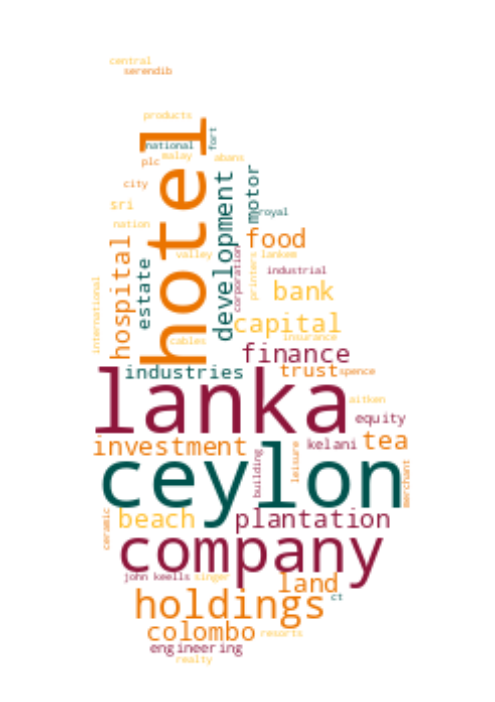 central
serendib
products
hotel
national
fort
malay
plc
abans
city
motor
development
sri
royal
nation
food
hospital
estate
valley
corporation
lankem
printers
industrial
international
bank
capital
cables
insurance
finance
industries
trust
spence
lanka
aitken
equity
investment
kelani
tea
leisure
building
ceylon
merchant
beach
plantation
ceramic
company
john keells
singer
land
holdings
ct
colombo
resorts
engineering
realty